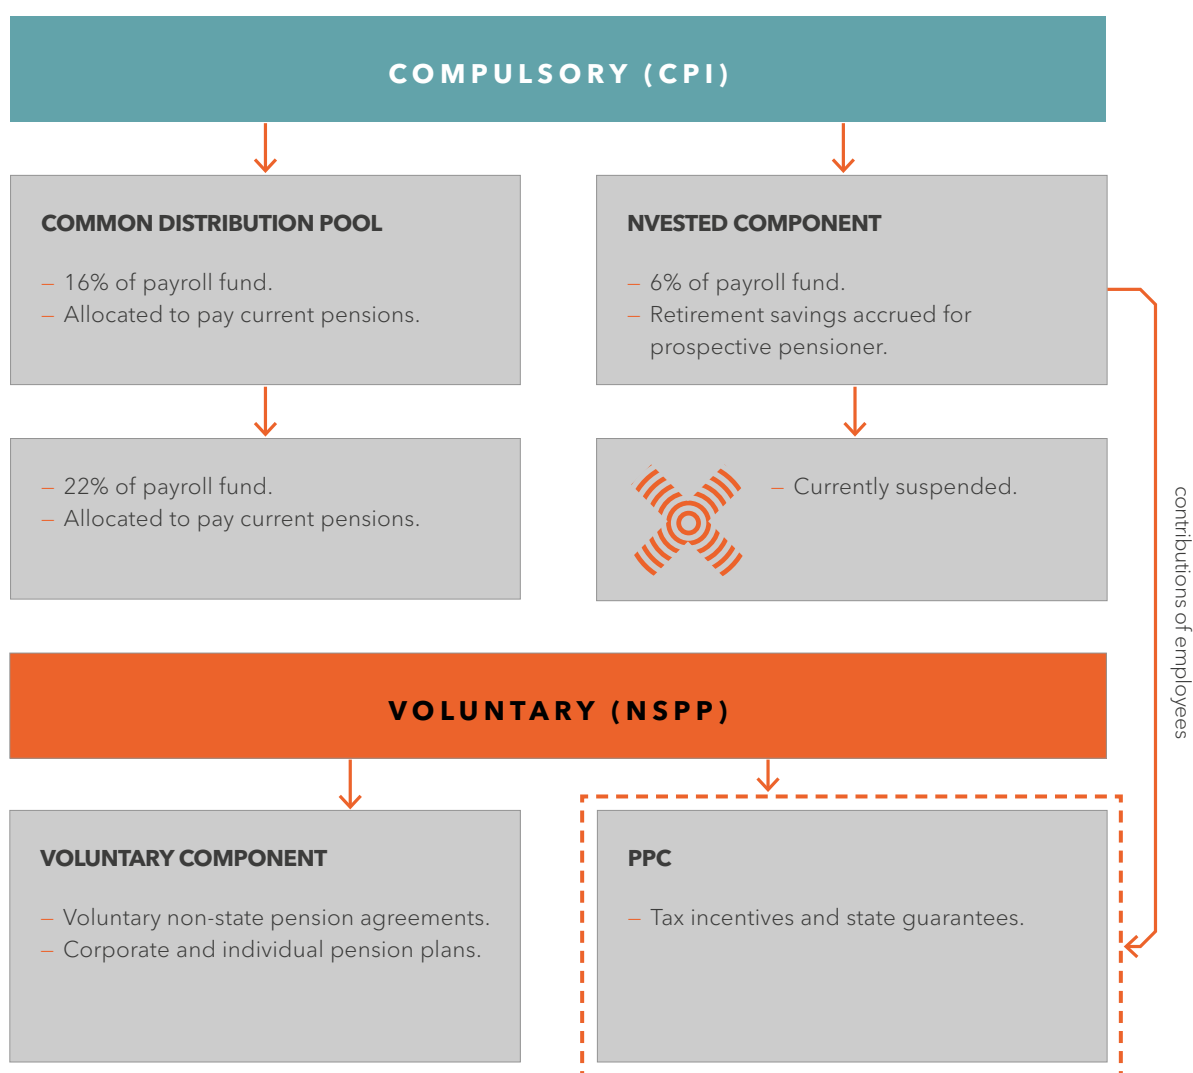 COMPULSORY (CPI)
COMMON DISTRIBUTION POOL
– 16% of payroll fund.
– Allocated to pay current pensions.
NVESTED COMPONENT
– 6% of payroll fund.
– Retirement savings accrued for
prospective pensioner.
– 22% of payroll fund.
– Allocated to pay current pensions.
– Currently suspended.
contributions of employees
VOLUNTARY (NSPP)
VOLUNTARY COMPONENT
– Voluntary non-state pension agreements.
– Corporate and individual pension plans.
PPC
– Tax incentives and state guarantees.